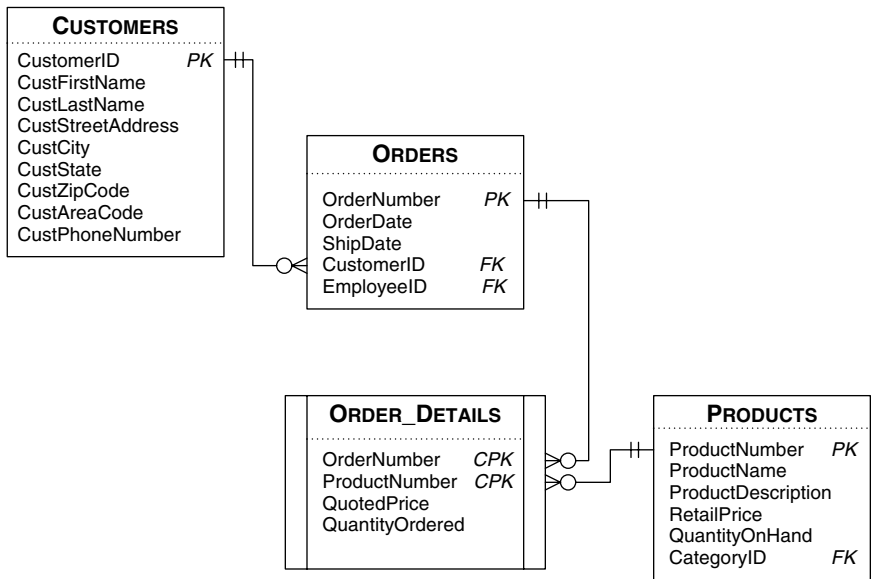 CUSTOMERS
CustomerID PK
CustFirstName
CustLastName
CustStreetAddress
CustCity
CustState
CustZipCode
CustAreaCode
CustPhoneNumber
ORDERS
OrderNumber PK
OrderDate
ShipDate
CustomerID FK
EmployeeID FK
ORDER_DETAILS
OrderNumber CPK
ProductNumber CPK
QuotedPrice
QuantityOrdered
PRODUCTS
ProductNumber PK
ProductName
ProductDescription
RetailPrice
QuantityOnHand
CategoryID FK